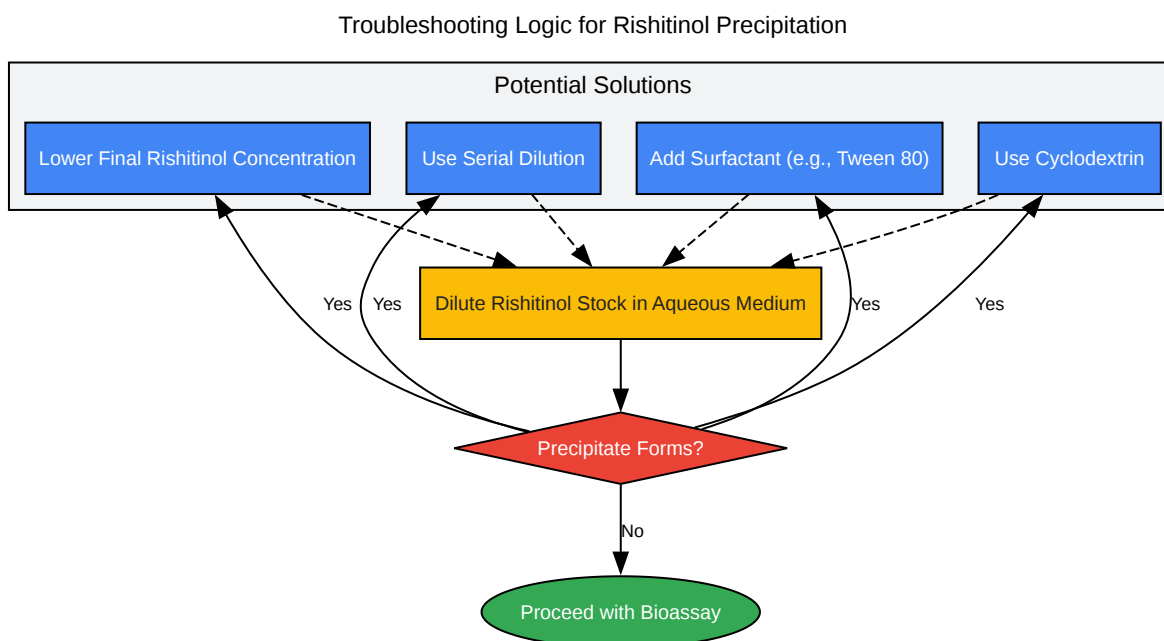 Troubleshooting Logic for Rishitinol Precipitation
Potential Solutions
Lower Final Rishitinol Concentration
Use Serial Dilution
Add Surfactant (e.g., Tween 80)
Use Cyclodextrin
Yes
Yes
Dilute Rishitinol Stock in Aqueous Medium
Yes
Yes
Precipitate Forms?
No
Proceed with Bioassay